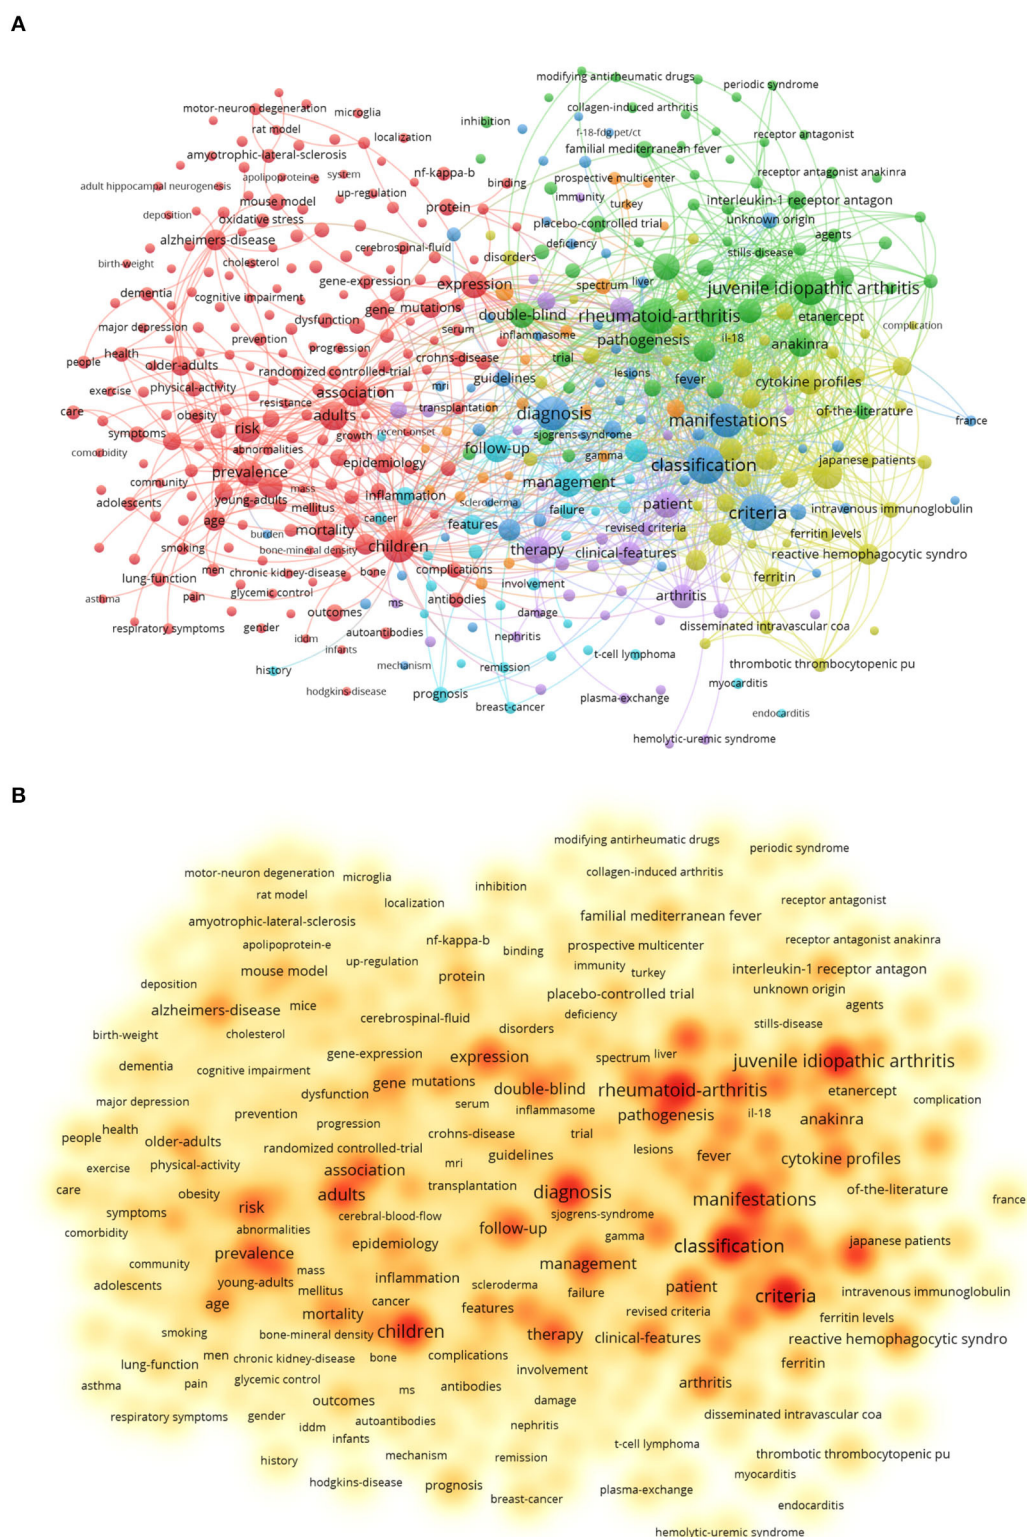 A
modifying antirheumatic drugs
periodic syndrome
motor-neuron degeneration
microglia
collagen-induced arthritis
inhibition
rat model
localization
f-18-fdg pet/ct
receptor antagonist
amyotrophic-lateral-sclerosis
familial mediterranean fever
apolipoprotein-e
system
nf-kappa-b
binding
prospective multicenter
receptor antagonist anakinra
adult hippocampal neurogenesis
up-regulation
immunity
mouse model
turkey
interleukin-1 receptor antagon
deposition
oxidative stress
protein
placebo-controlled trial
unknown origin
alzheimers-disease
cerebrospinal-fluid
deficiency
agents
birth-weight
cholesterol
disorders
stills-disease
dementia
cognitive impairment
gene-expression
expression
spectrum
liver
juvenile idiopathic arthritis
gene
mutations
double-blind
rheumatoid-arthritis
etanercept
major depression
dysfunction
serum
inflammasome
pathogenesis
il-18
anakinra
complication
prevention
progression
people
health
older-adults
crohns-disease
trial
exercise
physical-activity
randomized controlled-trial
mri
guidelines
lesions
fever
cytokine profiles
association
care
obesity
resistance
adults
transplantation
diagnosis
manifestations
of-the-literature
france
symptoms
risk
growth
recent-onset
sjogrens-syndrome
comorbidity
abnormalities
follow-up
gamma
classification
japanese patients
prevalence
epidemiology
community
mass
inflammation
management
adolescents
young-adults
mellitus
scleroderma
patient
intravenous immunoglobulin
age
cancer
failure
criteria
burden
mortality
features
revised criteria
ferritin levels
smoking
bone-mineral density
children
therapy
clinical-features
reactive hemophagocytic syndro
lung-function
men
chronic kidney-disease
bone
complications
ferritin
pain
glycemic control
involvement
asthma
ms
antibodies
arthritis
outcomes
damage
respiratory symptoms
gender
iddm
autoantibodies
nephritis
disseminated intravascular coa
infants
history
mechanism
remission
t-cell lymphoma
thrombotic thrombocytopenic pu
hodgkins-disease
prognosis
plasma-exchange
myocarditis
breast-cancer
endocarditis
hemolytic-uremic syndrome
B
modifying antirheumatic drugs
periodic syndrome
motor-neuron degeneration
microglia
collagen-induced arthritis
rat model
inhibition
localization
receptor antagonist
amyotrophic-lateral-sclerosis
familial mediterranean fever
apolipoprotein-e
nf-kappa-b
binding
prospective multicenter
receptor antagonist anakinra
up-regulation
mouse model
protein
immunity
turkey
interleukin-1 receptor antagon
deposition
unknown origin
alzheimers-disease
mice
placebo-controlled trial
agents
cerebrospinal-fluid
deficiency
birth-weight
cholesterol
disorders
stills-disease
dementia
cognitive impairment
gene-expression
expression
spectrum
liver
juvenile idiopathic arthritis
gene
mutations
double-blind
rheumatoid-arthritis
etanercept
major depression
dysfunction
serum
inflammasome
pathogenesis
il-18
anakinra
complication
prevention
progression
people
health
older-adults
crohns-disease
trial
randomized controlled-trial
guidelines
lesions
fever
cytokine profiles
exercise
physical-activity
association
mri
care
obesity
adults
transplantation
diagnosis
manifestations
of-the-literature
france
symptoms
risk
cerebral-blood-flow
sjogrens-syndrome
comorbidity
abnormalities
follow-up
gamma
classification
japanese patients
prevalence
epidemiology
community
mass
inflammation
management
adolescents
young-adults
mellitus
scleroderma
failure
patient
intravenous immunoglobulin
age
mortality
cancer
features
revised criteria
criteria
ferritin levels
smoking
bone-mineral density
children
therapy
clinical-features
reactive hemophagocytic syndro
lung-function
men
chronic kidney-disease
bone
complications
ferritin
asthma
pain
glycemic control
ms
antibodies
involvement
arthritis
outcomes
damage
respiratory symptoms
gender
iddm
autoantibodies
nephritis
disseminated intravascular coa
infants
history
mechanism
remission
t-cell lymphoma
thrombotic thrombocytopenic pu
hodgkins-disease
prognosis
plasma-exchange
myocarditis
breast-cancer
endocarditis
hemolytic-uremic syndrome